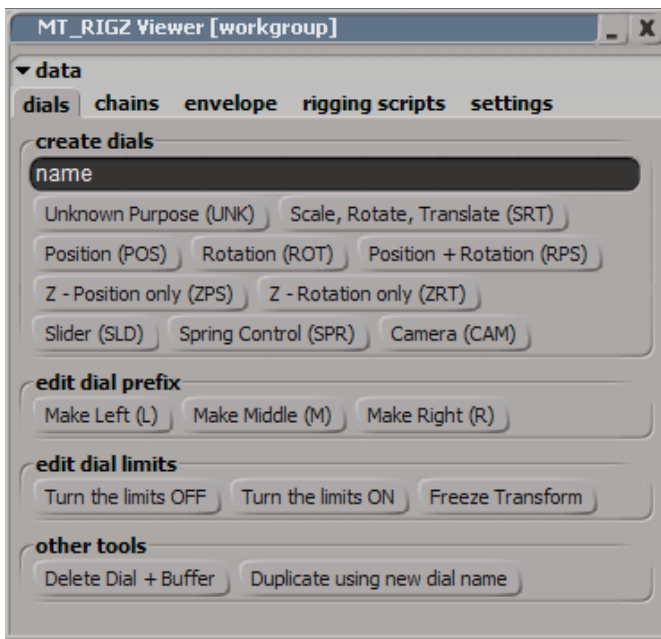 MT_RIGZ Viewer [workgroup]
data
dials chains envelope rigging scripts settings
create dials
name
Unknown Purpose (UNK) Scale, Rotate, Translate (SRT)
Position (POS) Rotation (ROT) Position + Rotation (RPS)
Z - Position only (ZPS) Z - Rotation only (ZRT)
Slider (SLD) Spring Control (SPR) Camera (CAM)
edit dial prefix
Make Left (L) Make Middle (M) Make Right (R)
edit dial limits
Turn the limits OFF Turn the limits ON Freeze Transform
other tools
Delete Dial + Buffer Duplicate using new dial name